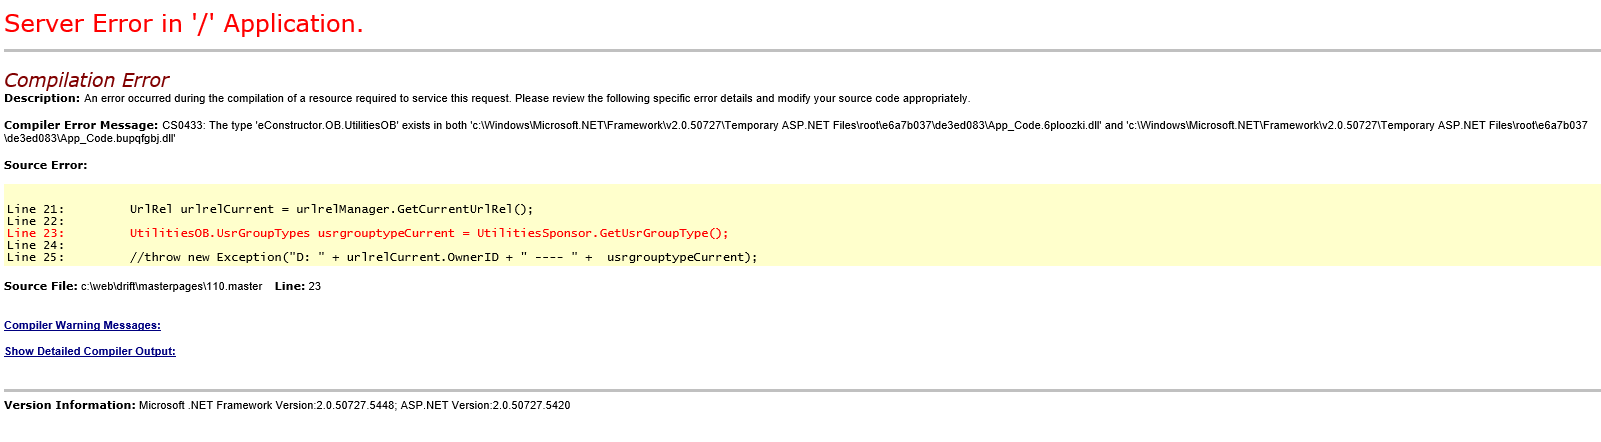 Server Error in '/' Application.
Compilation Error
Description: An error occurred during the compilation of a resource required to service this request. Please review the following specific error details and modify your source code appropriately.
Compiler Error Message: CS0433: The type 'eConstructor.OB.UtilitiesOB' exists in both 'c:\Windows\Microsoft.NET\Framework\v2.0.50727\Temporary ASP.NET Files\root\e6a7b037\de3ed083\App_Code.6ploozki.dll' and 'c:\Windows\Microsoft.NET\Framework\v2.0.50727\Temporary ASP.NET Files\root\e6a7b037
\de3ed083\App_Code.bupqfgbj.dll'
Source Error:
Line 21:         UrlRel urlrelCurrent = urlrelManager.GetCurrentUrlRel();
Line 22:
Line 23:         UtilitiesOB.UsrGroupTypes usrgrouptypeCurrent = UtilitiesSponsor.GetUsrGroupType();
Line 24:
Line 25:         //throw new Exception("D: " + urlrelCurrent.OwnerID + " ---- " +  usrgrouptypeCurrent);
Source File: c:\web\drift\masterpages\110.master    Line: 23
Compiler Warning Messages:
Show Detailed Compiler Output:
Version Information: Microsoft .NET Framework Version:2.0.50727.5448; ASP.NET Version:2.0.50727.5420